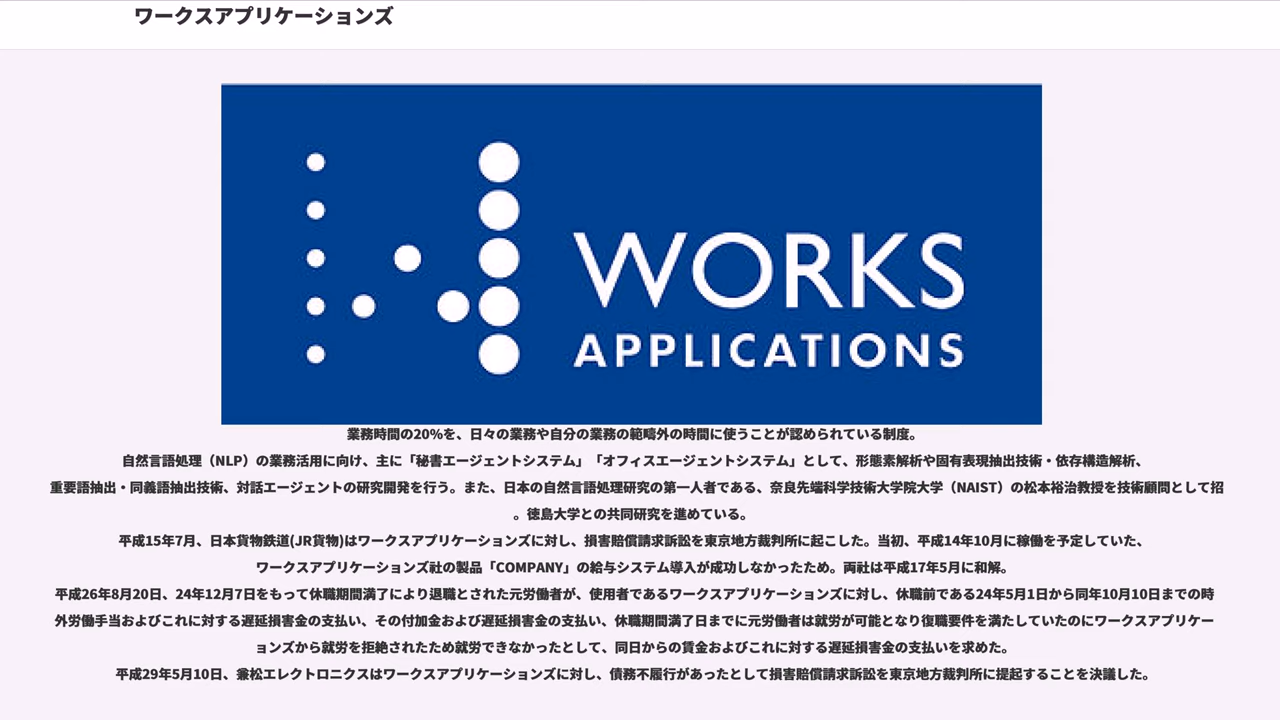 ワークスアプリケーションズ
WORKS
APPLICATIONS
業務時間の20%を、日々の業務や自分の業務の範疇外の時間に使うことが認められている制度。
自然言語処理（NLP）の業務活用に向け、主に「秘書エージェントシステム」「オフィスエージェントシステム」として、形態素解析や固有表現抽出技術・依存構造解析、
重要語抽出・同義語抽出技術、対話エージェントの研究開発を行う。また、日本の自然言語処理研究の第一人者である、奈良先端科学技術大学院大学（NAIST）の松本裕治教授を技術顧問として招
。徳島大学との共同研究を進めている。
平成15年7月、日本貨物鉄道(JR貨物)はワークスアプリケーションズに対し、損害賠償請求訴訟を東京地方裁判所に起こした。当初、平成14年10月に稼働を予定していた、
ワークスアプリケーションズ社の製品「COMPANY」の給与システム導入が成功しなかったため。両社は平成17年5月に和解。
平成26年8月20日、24年12月7日をもって休職期間満了により退職とされた元労働者が、使用者であるワークスアプリケーションズに対し、休職前である24年5月1日から同年10月10日までの時
外労働手当およびこれに対する遅延損害金の支払い、その付加金および遅延損害金の支払い、休職期間満了日までに元労働者は就労が可能となり復職要件を満たしていたのにワークスアプリケー
ョンズから就労を拒絶されたため就労できなかったとして、同日からの賃金およびこれに対する遅延損害金の支払いを求めた。
平成29年5月10日、兼松エレクトロニクスはワークスアプリケーションズに対し、債務不履行があったとして損害賠償請求訴訟を東京地方裁判所に提起することを決議した。